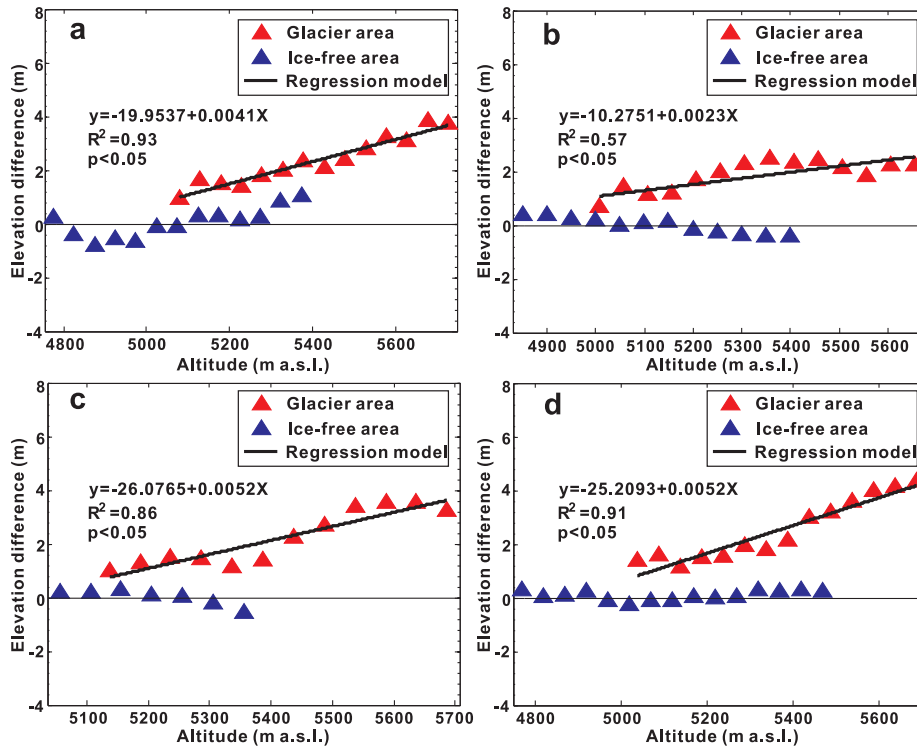 a
Glacier area
Ice-free area
Regression model
y=-19.9537+0.0041X
R²=0.93
p<0.05
Elevation difference (m)
8
6
4
2
0
-2
-4
4800 5000 5200 5400 5600
Altitude (m a.s.l.)
b
Glacier area
Ice-free area
Regression model
y=-10.2751+0.0023X
R²=0.57
p<0.05
Elevation difference (m)
8
6
4
2
0
-2
-4
4900 5000 5100 5200 5300 5400 5500 5600
Altitude (m a.s.l.)
c
Glacier area
Ice-free area
Regression model
y=-26.0765+0.0052X
R²=0.86
p<0.05
Elevation difference (m)
8
6
4
2
0
-2
-4
5100 5200 5300 5400 5500 5600 5700
Altitude (m a.s.l.)
d
Glacier area
Ice-free area
Regression model
y=-25.2093+0.0052X
R²=0.91
p<0.05
Elevation difference (m)
8
6
4
2
0
-2
-4
4800 5000 5200 5400 5600
Altitude (m a.s.l.)